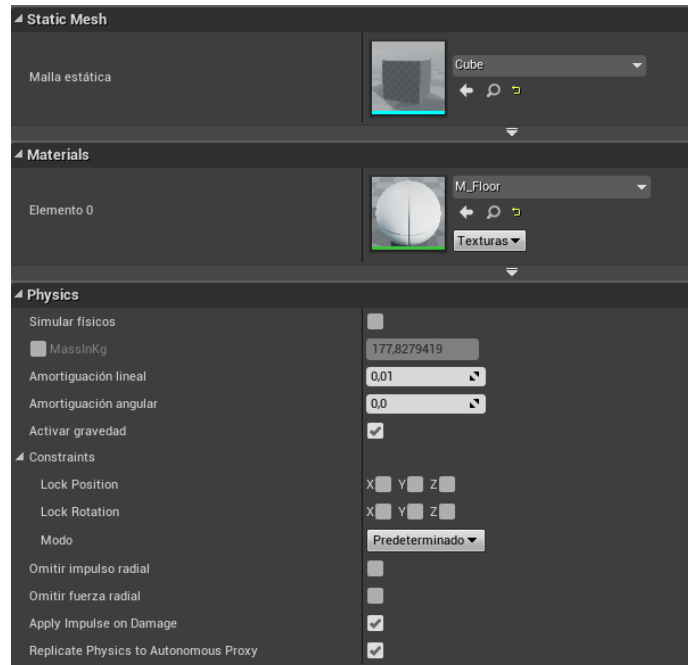 Static Mesh
Malla estática
Cube
Materials
Elemento 0
M_Floor
Texturas
Physics
Simular físicos
MassInKg 177,8279419
Amortiguación lineal 0,01
Amortiguación angular 0,0
Activar gravedad
Constraints
Lock Position X Y Z
Lock Rotation X Y Z
Modo Predeterminado
Omitir impulso radial
Omitir fuerza radial
Apply Impulse on Damage
Replicate Physics to Autonomous Proxy